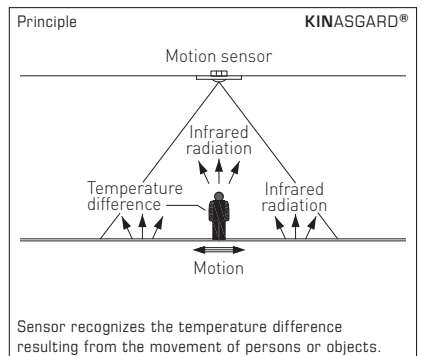 Principle KINASGARD®
Motion sensor
Infrared
radiation
Temperature
difference
Infrared
radiation
Motion
Sensor recognizes the temperature difference
resulting from the movement of persons or objects.